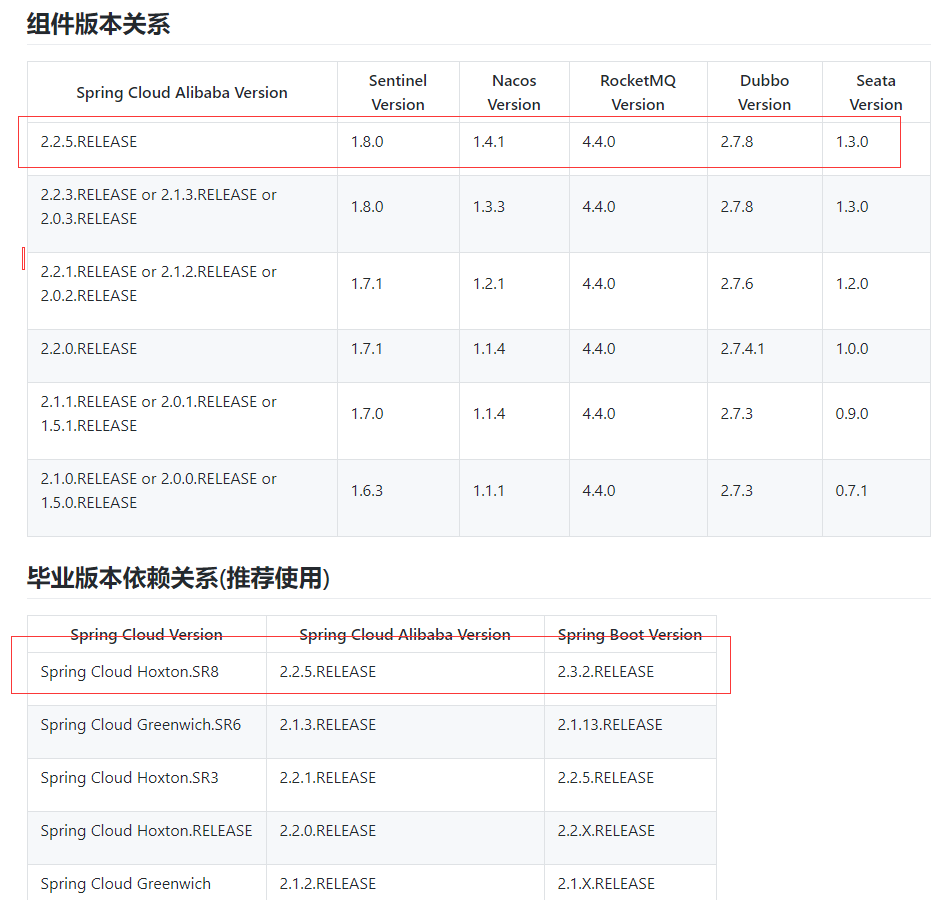 组件版本关系
Spring Cloud Alibaba Version
Sentinel Version
Nacos Version
RocketMQ Version
Dubbo Version
Seata Version
2.2.5.RELEASE 1.8.0 1.4.1 4.4.0 2.7.8 1.3.0
2.2.3.RELEASE or 2.1.3.RELEASE or
2.0.3.RELEASE
1.8.0 1.3.3 4.4.0 2.7.8 1.3.0
2.2.1.RELEASE or 2.1.2.RELEASE or
2.0.2.RELEASE
1.7.1 1.2.1 4.4.0 2.7.6 1.2.0
2.2.0.RELEASE 1.7.1 1.1.4 4.4.0 2.7.4.1 1.0.0
2.1.1.RELEASE or 2.0.1.RELEASE or
1.5.1.RELEASE
1.7.0 1.1.4 4.4.0 2.7.3 0.9.0
2.1.0.RELEASE or 2.0.0.RELEASE or
1.5.0.RELEASE
1.6.3 1.1.1 4.4.0 2.7.3 0.7.1
毕业版本依赖关系(推荐使用)
Spring Cloud Version Spring Cloud Alibaba Version Spring Boot Version
Spring Cloud Hoxton.SR8 2.2.5.RELEASE 2.3.2.RELEASE
Spring Cloud Greenwich.SR6 2.1.3.RELEASE 2.1.13.RELEASE
Spring Cloud Hoxton.SR3 2.2.1.RELEASE 2.2.5.RELEASE
Spring Cloud Hoxton.RELEASE 2.2.0.RELEASE 2.2.X.RELEASE
Spring Cloud Greenwich 2.1.2.RELEASE 2.1.X.RELEASE